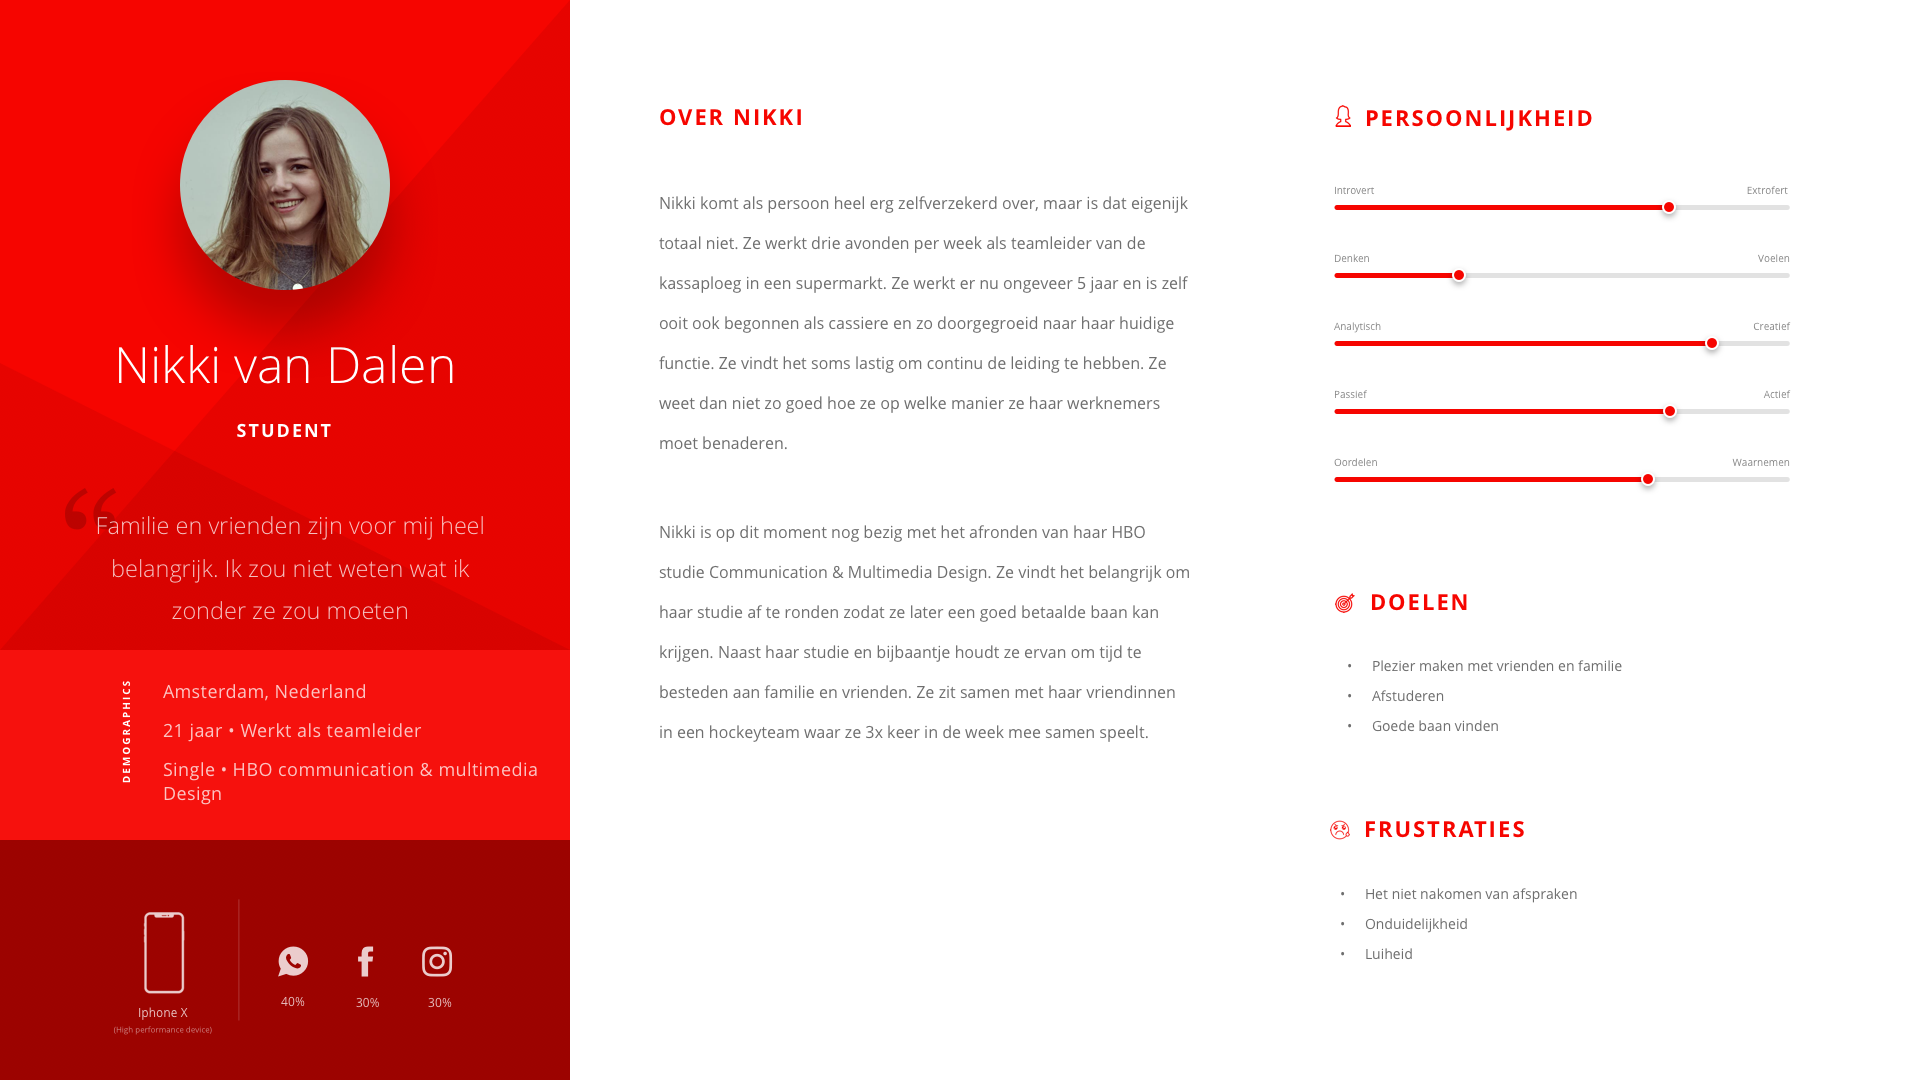 Nikki van Dalen
STUDENT
“
Familie en vrienden zijn voor mij heel
belangrijk. Ik zou niet weten wat ik
zonder ze zou moeten
DEMOGRAPHICS
Amsterdam, Nederland
21 jaar • Werkt als teamleider
Single • HBO communication & multimedia
Design
Iphone X
(High performance device)
40%
30%
30%
OVER NIKKI
Nikki komt als persoon heel erg zelfverzekerd over, maar is dat eigenijk
totaal niet. Ze werkt drie avonden per week als teamleider van de
kassaploeg in een supermarkt. Ze werkt er nu ongeveer 5 jaar en is zelf
ooit ook begonnen als cassiere en zo doorgegroeid naar haar huidige
functie. Ze vindt het soms lastig om continu de leiding te hebben. Ze
weet dan niet zo goed hoe ze op welke manier ze haar werknemers
moet benaderen.
Nikki is op dit moment nog bezig met het afronden van haar HBO
studie Communication & Multimedia Design. Ze vindt het belangrijk om
haar studie af te ronden zodat ze later een goed betaalde baan kan
krijgen. Naast haar studie en bijbaantje houdt ze ervan om tijd te
besteden aan familie en vrienden. Ze zit samen met haar vriendinnen
in een hockeyteam waar ze 3x keer in de week mee samen speelt.
PERSOONLIJKHEID
Introvert Extrofert
Denken Voelen
Analytisch Creatief
Passief Actief
Oordelen Waarnemen
DOELEN
• Plezier maken met vrienden en familie
• Afstuderen
• Goede baan vinden
FRUSTRATIES
• Het niet nakomen van afspraken
• Onduidelijkheid
• Luiheid